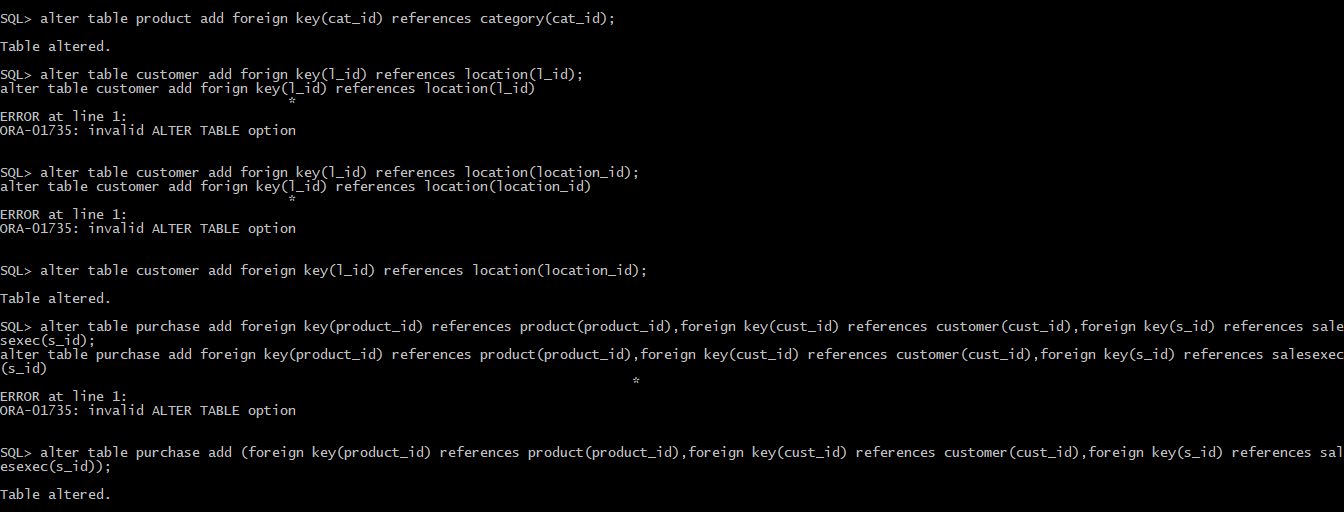 SQL> alter table product add foreign key(cat_id) references category(cat_id);
Table altered.
SQL> alter table customer add forign key(l_id) references location(l_id);
alter table customer add forign key(l_id) references location(l_id)
*
ERROR at line 1:
ORA-01735: invalid ALTER TABLE option
SQL> alter table customer add forign key(l_id) references location(location_id);
alter table customer add forign key(l_id) references location(location_id)
*
ERROR at line 1:
ORA-01735: invalid ALTER TABLE option
SQL> alter table customer add foreign key(l_id) references location(location_id);
Table altered.
SQL> alter table purchase add foreign key(product_id) references product(product_id),foreign key(cust_id) references customer(cust_id),foreign key(s_id) references sale
sexec(s_id);
alter table purchase add foreign key(product_id) references product(product_id),foreign key(cust_id) references customer(cust_id),foreign key(s_id) references salesexec
(s_id)
*
ERROR at line 1:
ORA-01735: invalid ALTER TABLE option
SQL> alter table purchase add (foreign key(product_id) references product(product_id),foreign key(cust_id) references customer(cust_id),foreign key(s_id) references sal
esexec(s_id));
Table altered.